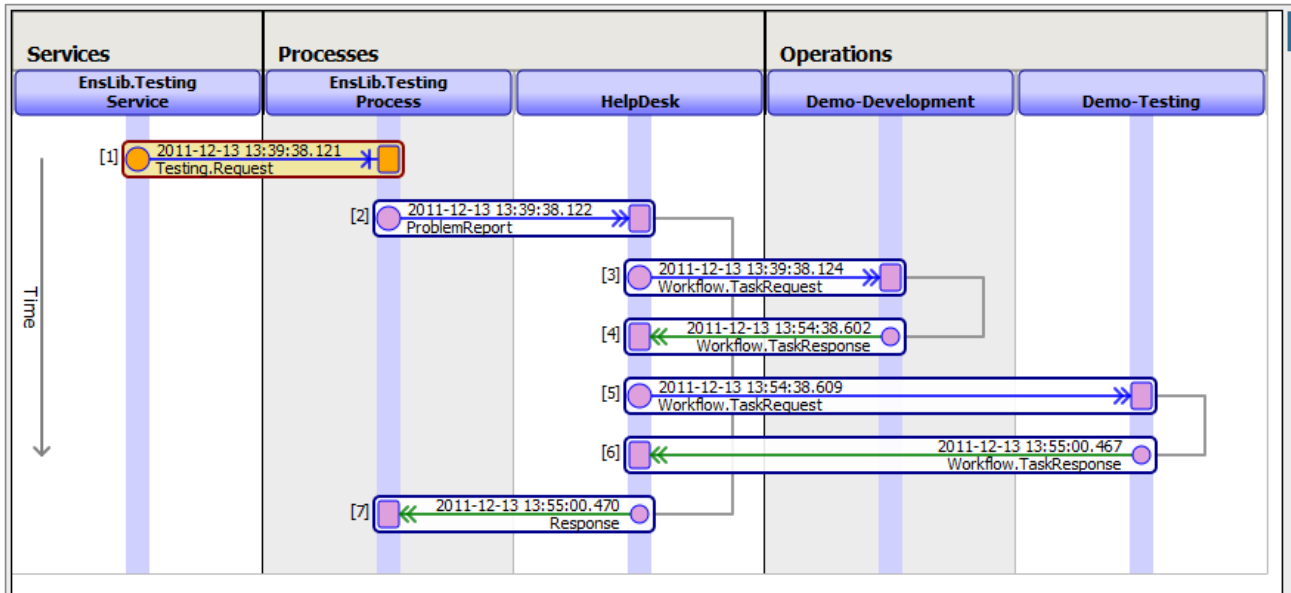 Services
Processes
Operations
EnsLib.Testing
Service
EnsLib.Testing
Process
HelpDesk
Demo-Development
Demo-Testing
[1]
2011-12-13 13:39:38.121
Testing.Request
[2]
2011-12-13 13:39:38.122
ProblemReport
[3]
2011-12-13 13:39:38.124
Workflow.TaskRequest
Time
[4]
2011-12-13 13:54:38.602
Workflow.TaskResponse
[5]
2011-12-13 13:54:38.609
Workflow.TaskRequest
[6]
2011-12-13 13:55:00.467
Workflow.TaskResponse
[7]
2011-12-13 13:55:00.470
Response